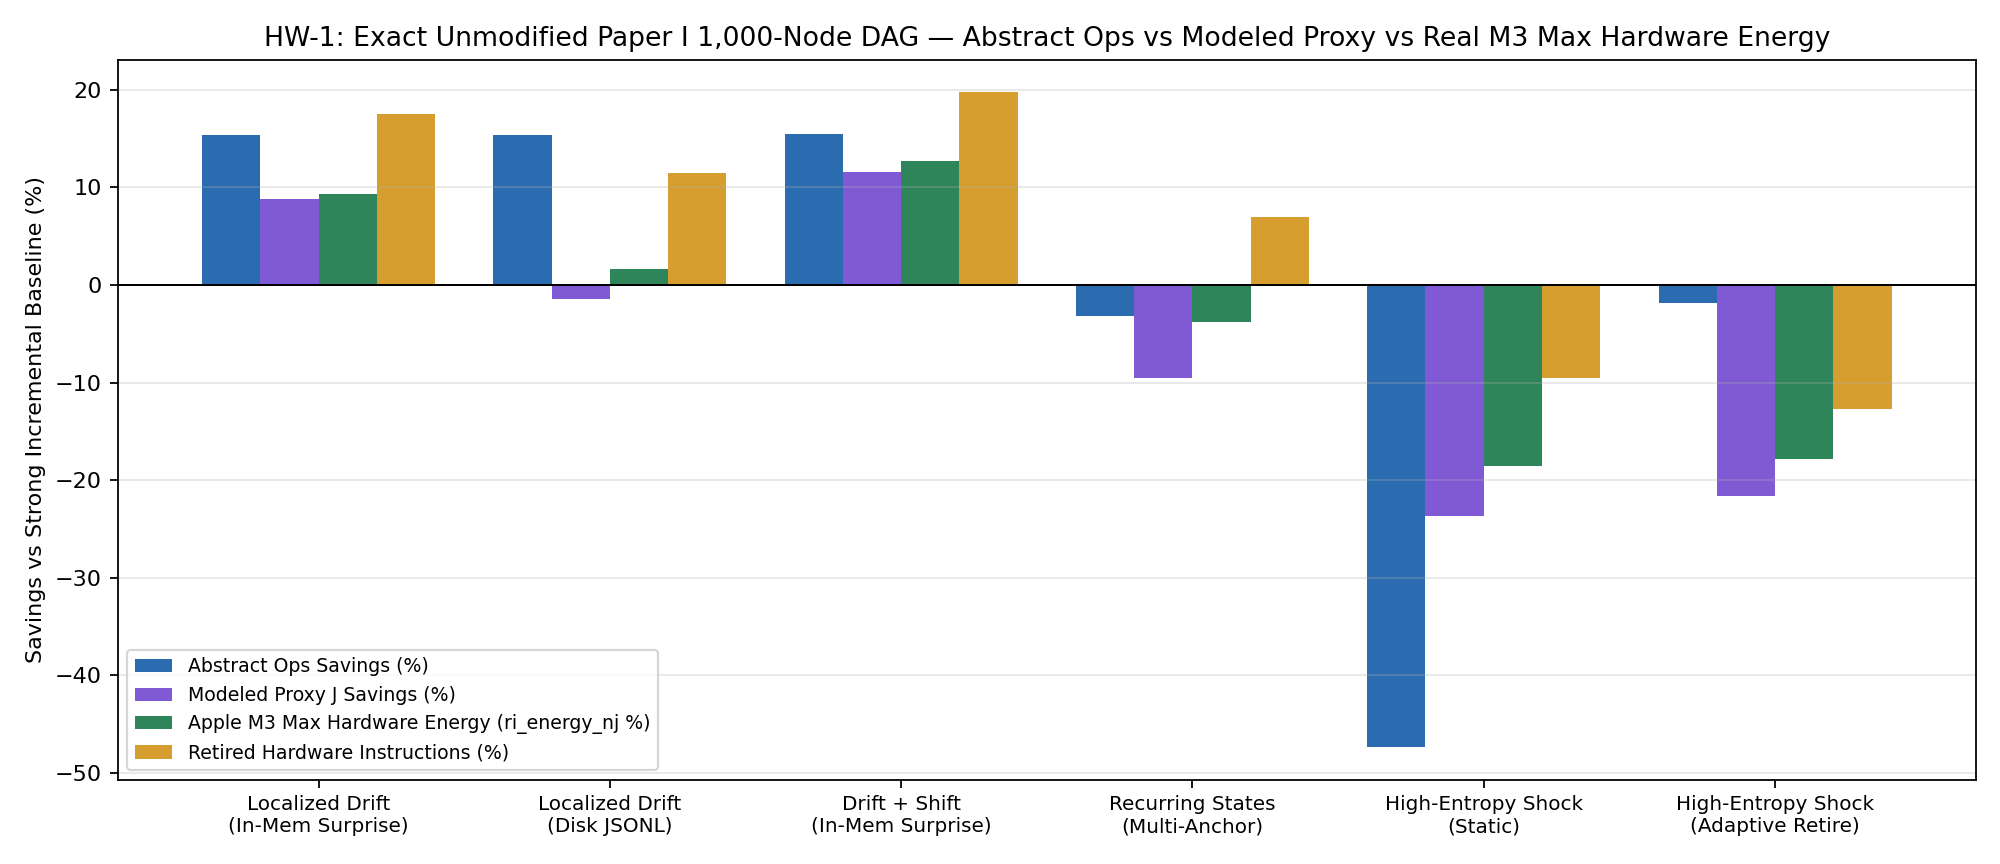 HW-1: Exact Unmodified Paper I 1,000-Node DAG — Abstract Ops vs Modeled Proxy vs Real M3 Max Hardware Energy
Savings vs Strong Incremental Baseline (%)
20
10
0
−10
−20
−30
−40
−50
Abstract Ops Savings (%)
Modeled Proxy J Savings (%)
Apple M3 Max Hardware Energy (ri_energy_nj %)
Retired Hardware Instructions (%)
Localized Drift
(In-Mem Surprise)
Localized Drift
(Disk JSONL)
Drift + Shift
(In-Mem Surprise)
Recurring States
(Multi-Anchor)
High-Entropy Shock
(Static)
High-Entropy Shock
(Adaptive Retire)